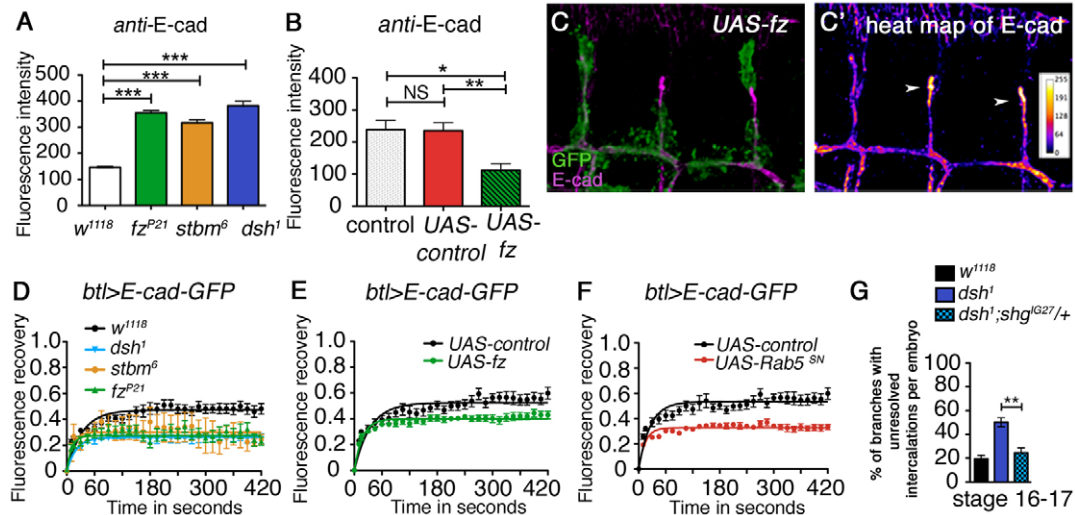 A
anti-E-cad
Fluorescence intensity
500
400
300
200
100
0
***
***
***
w1118
fzP21
stbm6
dsh1
B
anti-E-cad
Fluorescence intensity
400
300
200
100
0
*
NS
**
control
UAS-control
UAS-fz
C
UAS-fz
GFP
E-cad
C'
heat map of E-cad
255
191
128
64
0
D
btl>E-cad-GFP
w1118
dsh1
stbm6
fzP21
Fluorescence recovery
1.0
0.8
0.6
0.4
0.2
0
0 60 180 300 420
Time in seconds
E
btl>E-cad-GFP
UAS-control
UAS-fz
Fluorescence recovery
1.0
0.8
0.6
0.4
0.2
0
0 60 180 300 420
Time in seconds
F
btl>E-cad-GFP
UAS-control
UAS-Rab5 SN
Fluorescence recovery
1.0
0.8
0.6
0.4
0.2
0
0 60 180 300 420
Time in seconds
G
w1118
dsh1
dsh1;shgIG27/+
% of branches with
unresolved
intercalations per embryo
100
80
60
40
20
0
**
stage 16-17